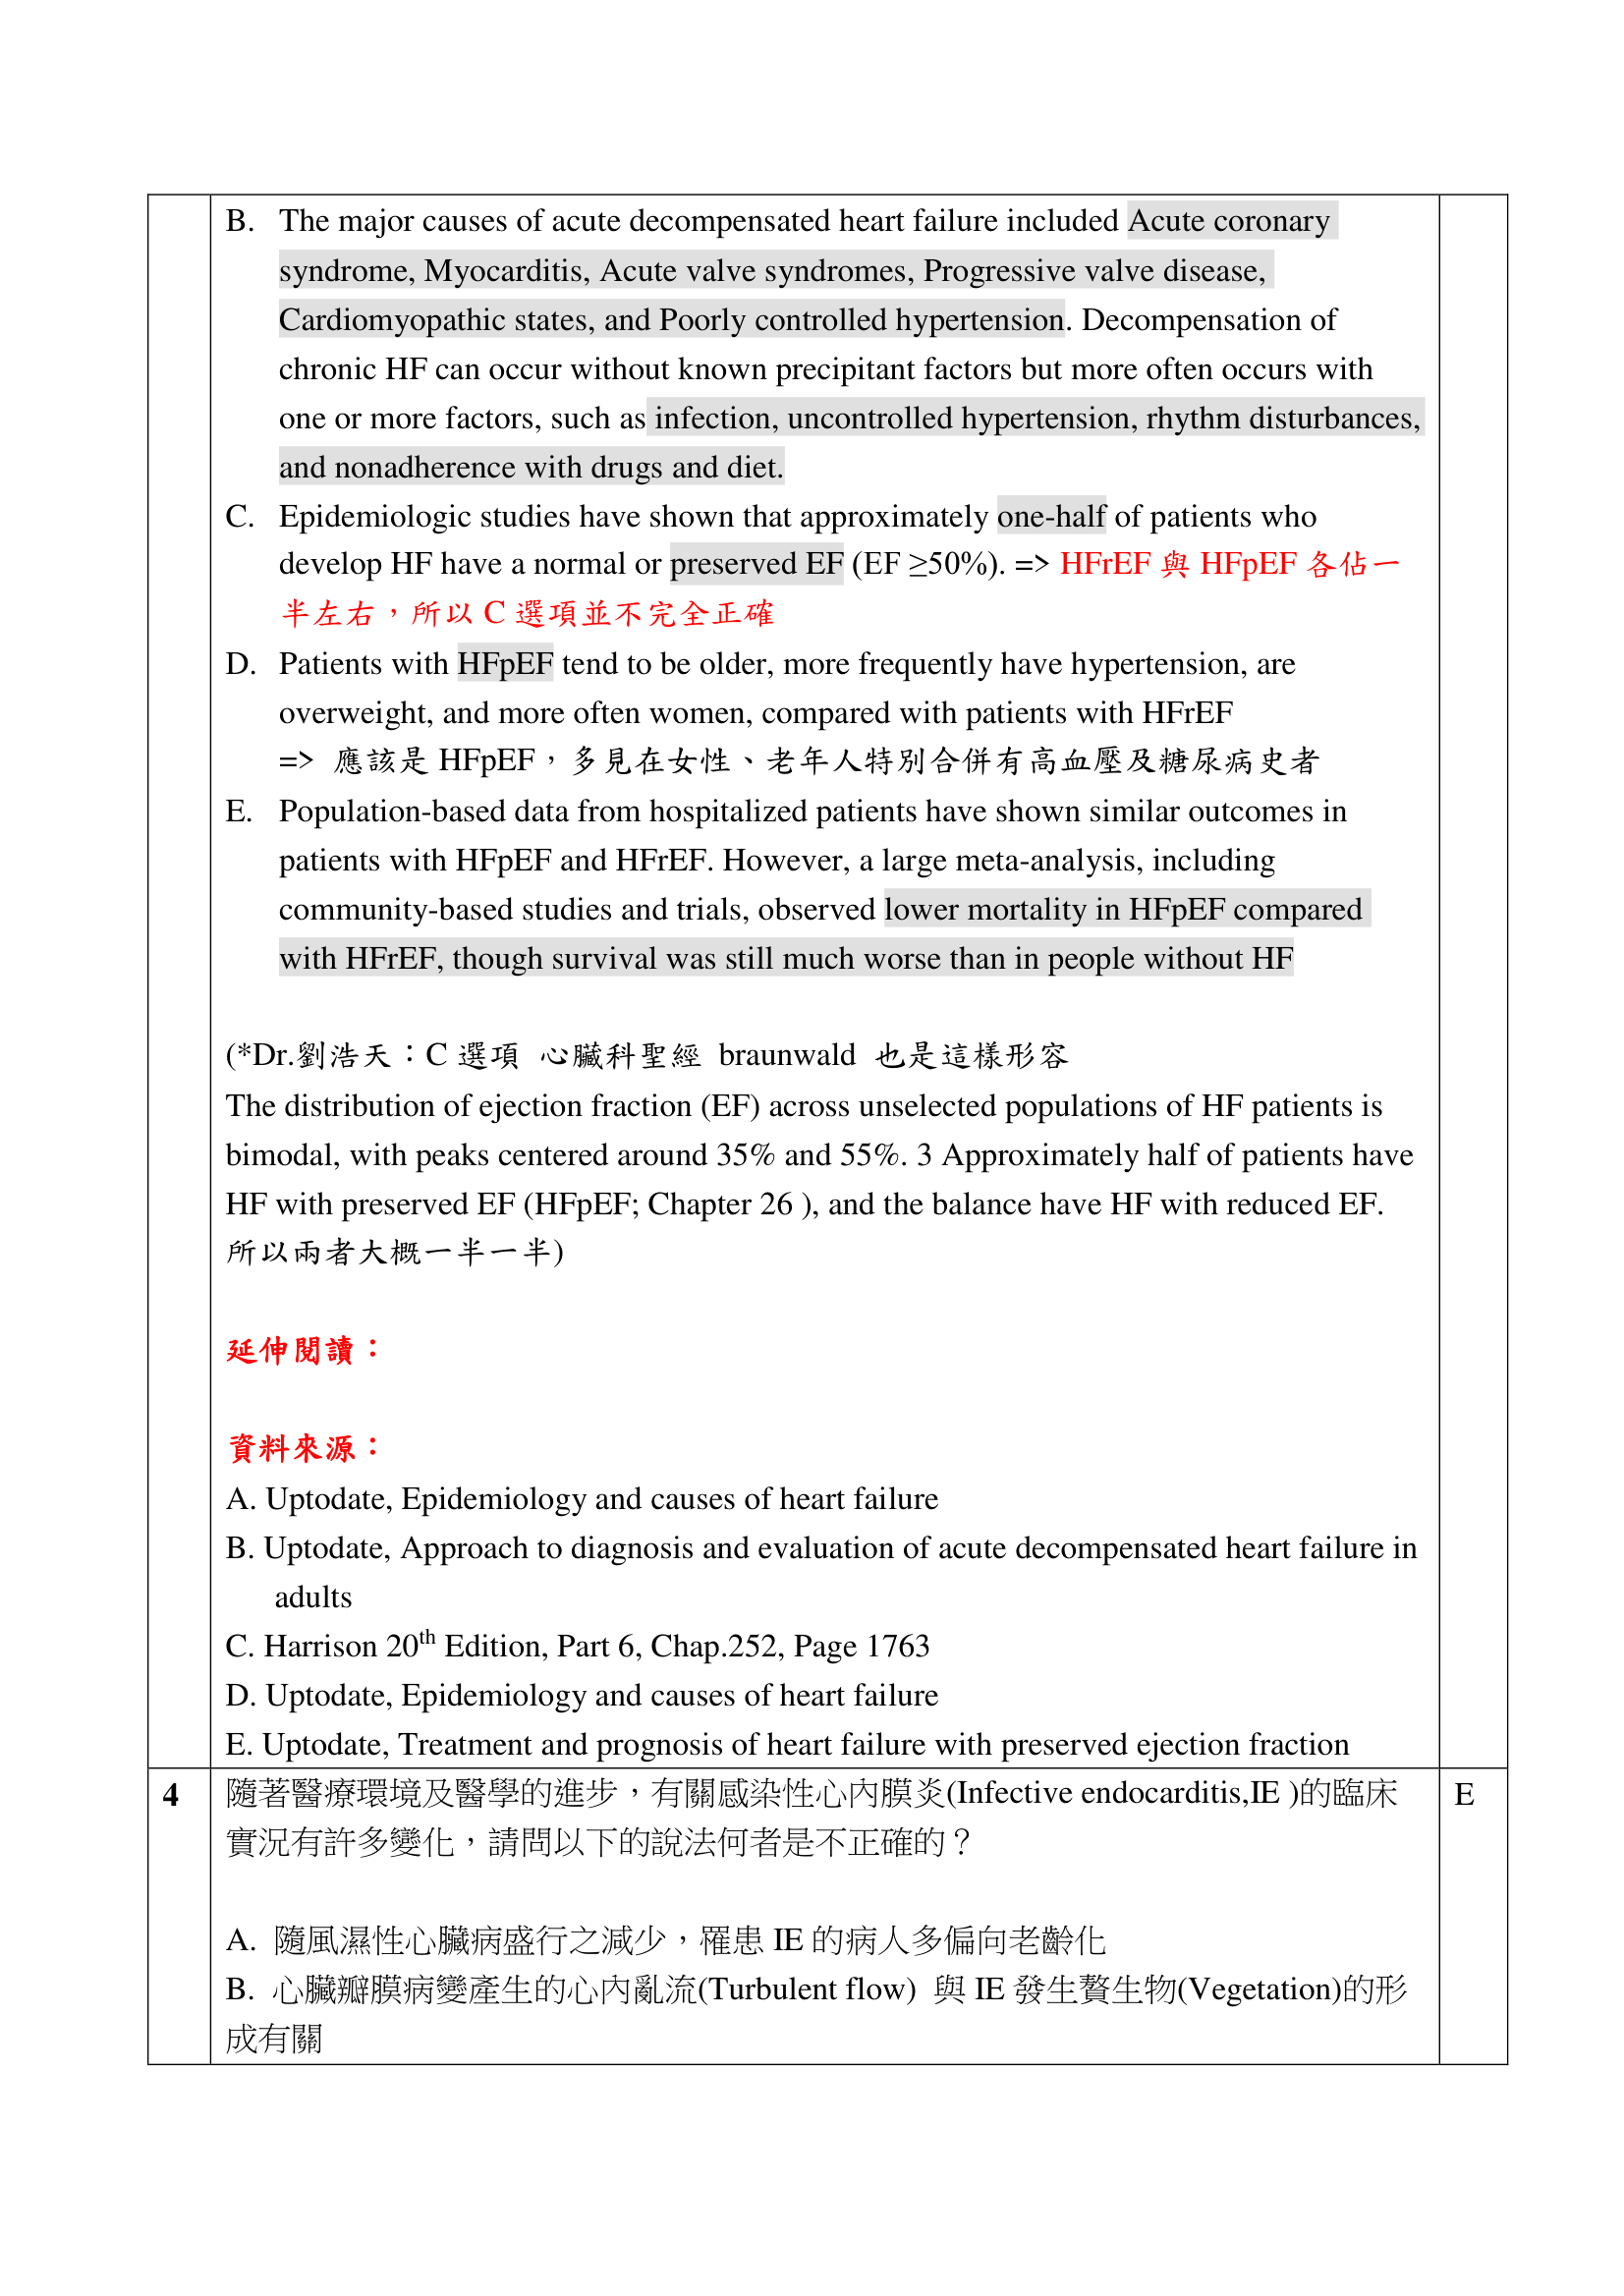 B. The major causes of acute decompensated heart failure included Acute coronary
syndrome, Myocarditis, Acute valve syndromes, Progressive valve disease,
Cardiomyopathic states, and Poorly controlled hypertension. Decompensation of
chronic HF can occur without known precipitant factors but more often occurs with
one or more factors, such as infection, uncontrolled hypertension, rhythm disturbances,
and nonadherence with drugs and diet.
C. Epidemiologic studies have shown that approximately one-half of patients who
develop HF have a normal or preserved EF (EF ≥50%). => HFrEF 與 HFpEF 各佔一
半左右，所以 C 選項並不完全正確
D. Patients with HFpEF tend to be older, more frequently have hypertension, are
overweight, and more often women, compared with patients with HFrEF
=> 應該是 HFpEF，多見在女性、老年人特別合併有高血壓及糖尿病史者
E. Population-based data from hospitalized patients have shown similar outcomes in
patients with HFpEF and HFrEF. However, a large meta-analysis, including
community-based studies and trials, observed lower mortality in HFpEF compared
with HFrEF, though survival was still much worse than in people without HF
(*Dr.劉浩天：C 選項 心臟科聖經 braunwald 也是這樣形容
The distribution of ejection fraction (EF) across unselected populations of HF patients is
bimodal, with peaks centered around 35% and 55%. 3 Approximately half of patients have
HF with preserved EF (HFpEF; Chapter 26 ), and the balance have HF with reduced EF.
所以兩者大概一半一半)
延伸閱讀：
資料來源：
A. Uptodate, Epidemiology and causes of heart failure
B. Uptodate, Approach to diagnosis and evaluation of acute decompensated heart failure in
adults
C. Harrison 20th Edition, Part 6, Chap.252, Page 1763
D. Uptodate, Epidemiology and causes of heart failure
E. Uptodate, Treatment and prognosis of heart failure with preserved ejection fraction
4 隨著醫療環境及醫學的進步，有關感染性心內膜炎(Infective endocarditis,IE )的臨床 E
實況有許多變化，請問以下的說法何者是不正確的？
A. 隨風濕性心臟病盛行之減少，罹患 IE 的病人多偏向老齡化
B. 心臟瓣膜病變產生的心內亂流(Turbulent flow) 與 IE 發生贅生物(Vegetation)的形
成有關